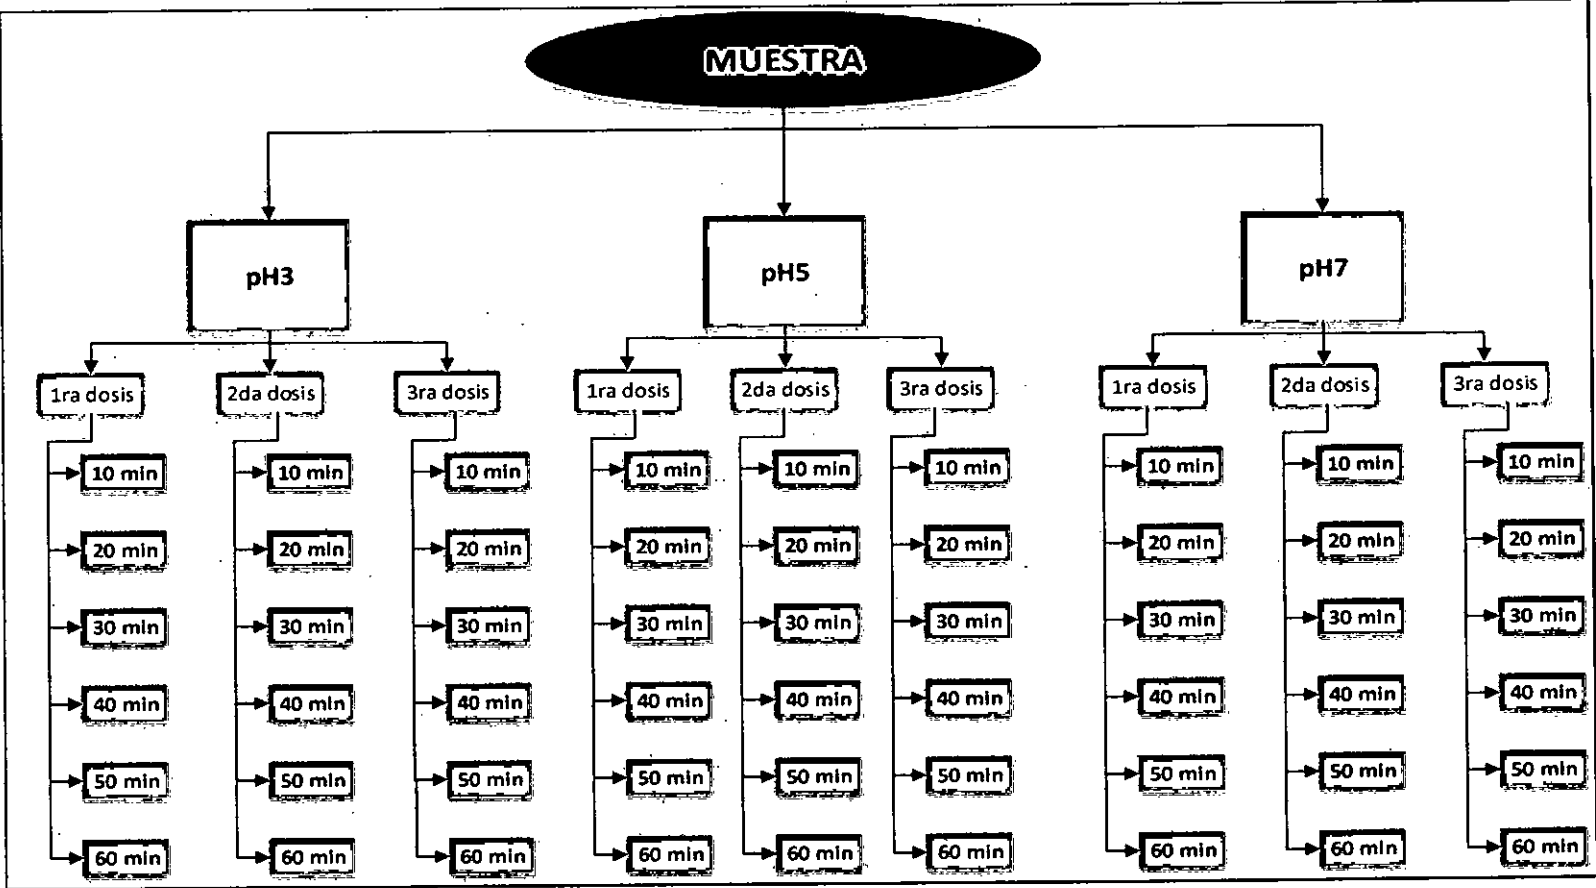 MUESTRA
pH3 pH5 pH7
1ra dosis 2da dosis 3ra dosis 1ra dosis 2da dosis 3ra dosis 1ra dosis 2da dosis 3ra dosis
10 min 10 min 10 min 10 min 10 min 10 min 10 min 10 min 10 min
20 min 20 min 20 min 20 min 20 min 20 min 20 min 20 min 20 min
30 min 30 min 30 min 30 min 30 min 30 min 30 min 30 min 30 min
40 min 40 min 40 min 40 min 40 min 40 min 40 min 40 min 40 min
50 min 50 min 50 min 50 min 50 min 50 min 50 min 50 min 50 min
60 min 60 min 60 min 60 min 60 min 60 min 60 min 60 min 60 min